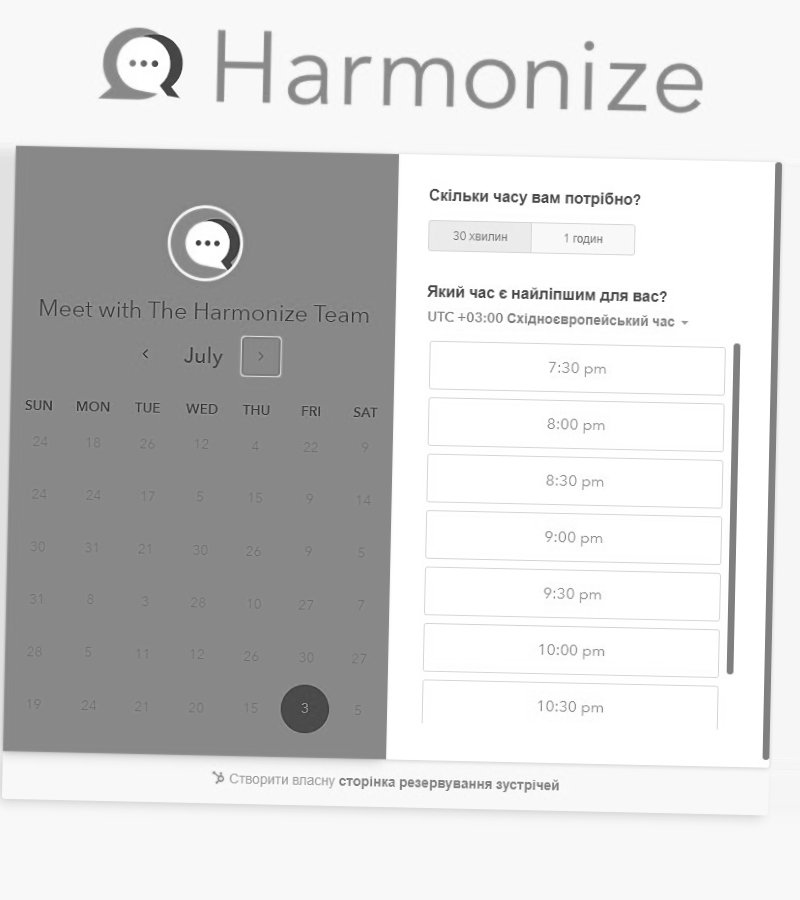 Harmonize
Meet with The Harmonize Team
July
SUN MON TUE WED THU FRI SAT
24 18 26 12 4 22 9
24 24 17 5 15 9 14
30 31 21 30 26 9 5
31 8 3 28 10 27 7
28 5 11 12 26 30 27
19 24 21 20 15 3 5
Скільки часу вам потрібно?
30 хвилин 1 годин
Який час є найліпшим для вас?
UTC +03:00 Східноєвропейський час
7:30 pm
8:00 pm
8:30 pm
9:00 pm
9:30 pm
10:00 pm
10:30 pm
Створити власну сторінка резервування зустрічей